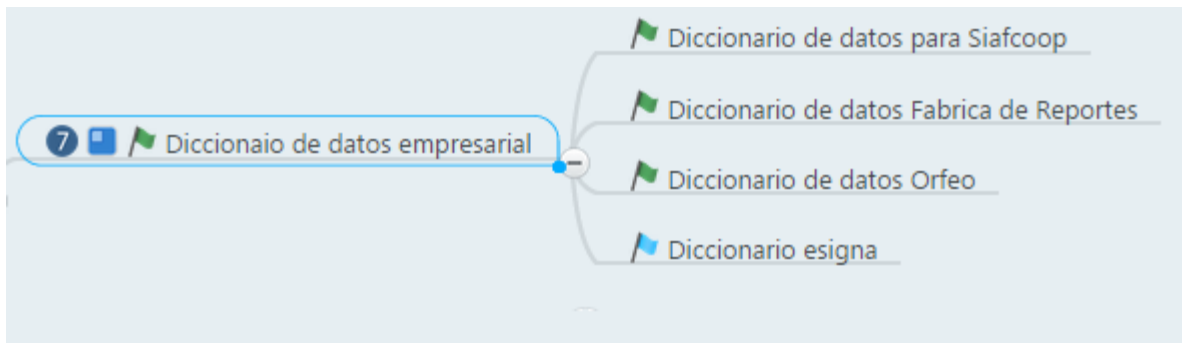 Diccionario de datos para Siafcoop
Diccionario de datos Fabrica de Reportes
7 Diccionaio de datos empresarial
Diccionario de datos Orfeo
Diccionario esigna